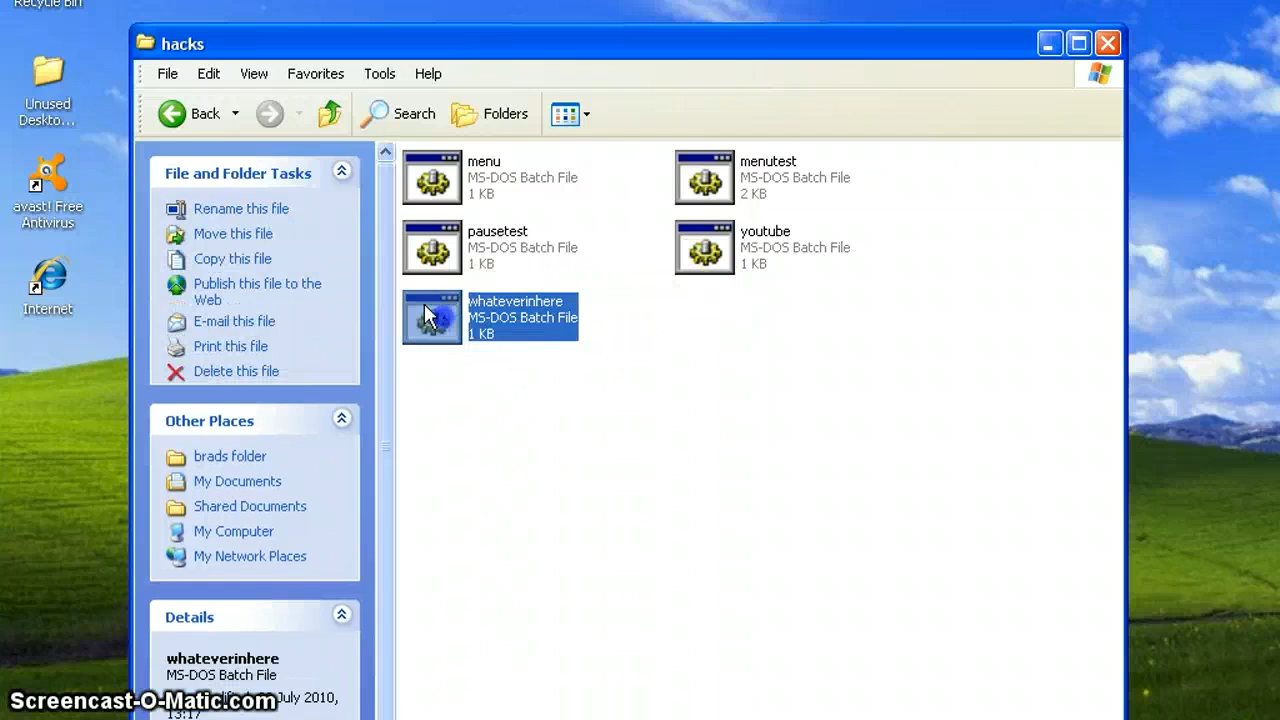 Recycle Bin
hacks
File Edit View Favorites Tools Help
Back Search Folders
Unused
Deskto...
avast! Free
Antivirus
Internet
File and Folder Tasks
Rename this file
Move this file
Copy this file
Publish this file to the
Web
E-mail this file
Print this file
Delete this file
Other Places
brads folder
My Documents
Shared Documents
My Computer
My Network Places
Details
whateverinhere
MS-DOS Batch File
July 2010,
13:17
menu
MS-DOS Batch File
1 KB
menutest
MS-DOS Batch File
2 KB
pausetest
MS-DOS Batch File
1 KB
youtube
MS-DOS Batch File
1 KB
whateverinhere
MS-DOS Batch File
1 KB
Screencast-O-Matic.com